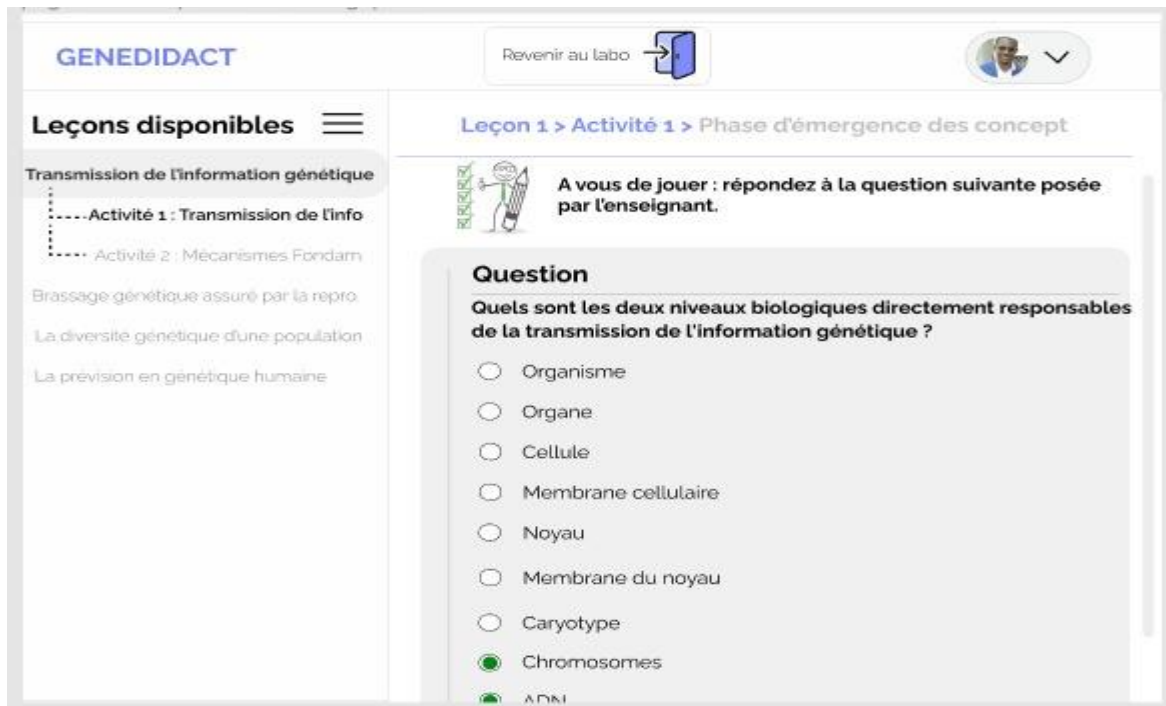 GENEDIDACT
Revenir au labo
Leçons disponibles
Transmission de l'information génétique
Activité 1 : Transmission de l'info
Activité 2 : Mécanismes Fondam
Brassage génétique assuré par la repro
La diversité génétique d'une population
La prévision en génétique humaine
Leçon 1 > Activité 1 > Phase d'émergence des concept
A vous de jouer : répondez à la question suivante posée
par l'enseignant.
Question
Quels sont les deux niveaux biologiques directement responsables
de la transmission de l'information génétique ?
Organisme
Organe
Cellule
Membrane cellulaire
Noyau
Membrane du noyau
Caryotype
Chromosomes
ADN